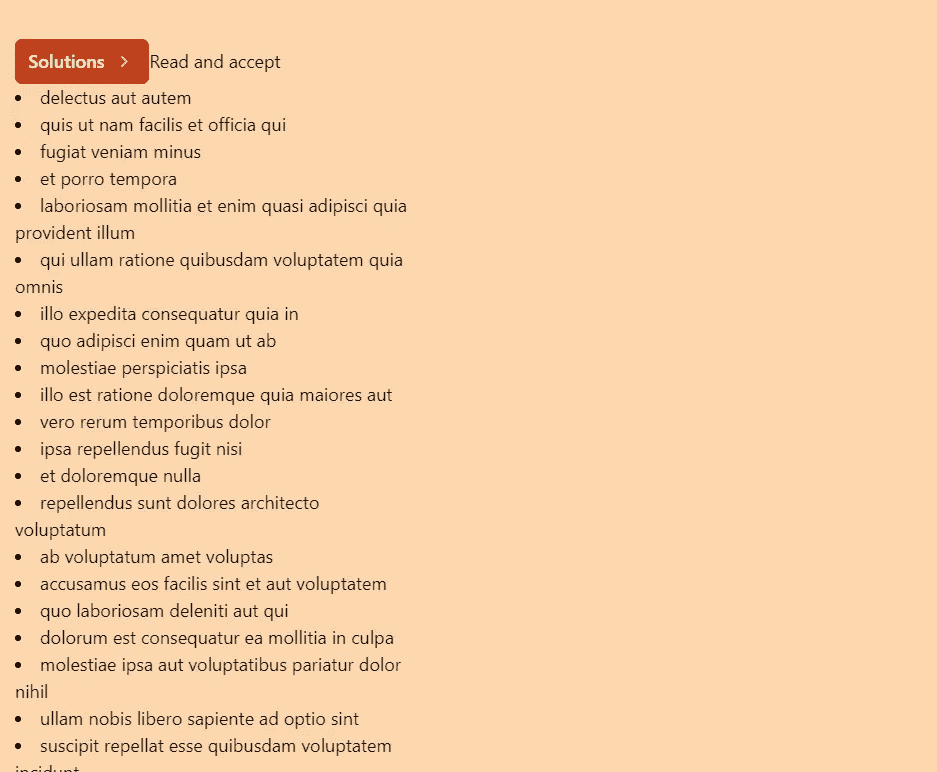 Solutions Read and accept
delectus aut autem
quis ut nam facilis et officia qui
fugiat veniam minus
et porro tempora
laboriosam mollitia et enim quasi adipisci quia
provident illum
qui ullam ratione quibusdam voluptatem quia
omnis
illo expedita consequatur quia in
quo adipisci enim quam ut ab
molestiae perspiciatis ipsa
illo est ratione doloremque quia maiores aut
vero rerum temporibus dolor
ipsa repellendus fugit nisi
et doloremque nulla
repellendus sunt dolores architecto
voluptatum
ab voluptatum amet voluptas
accusamus eos facilis sint et aut voluptatem
quo laboriosam deleniti aut qui
dolorum est consequatur ea mollitia in culpa
molestiae ipsa aut voluptatibus pariatur dolor
nihil
ullam nobis libero sapiente ad optio sint
suscipit repellat esse quibusdam voluptatem
incidunt